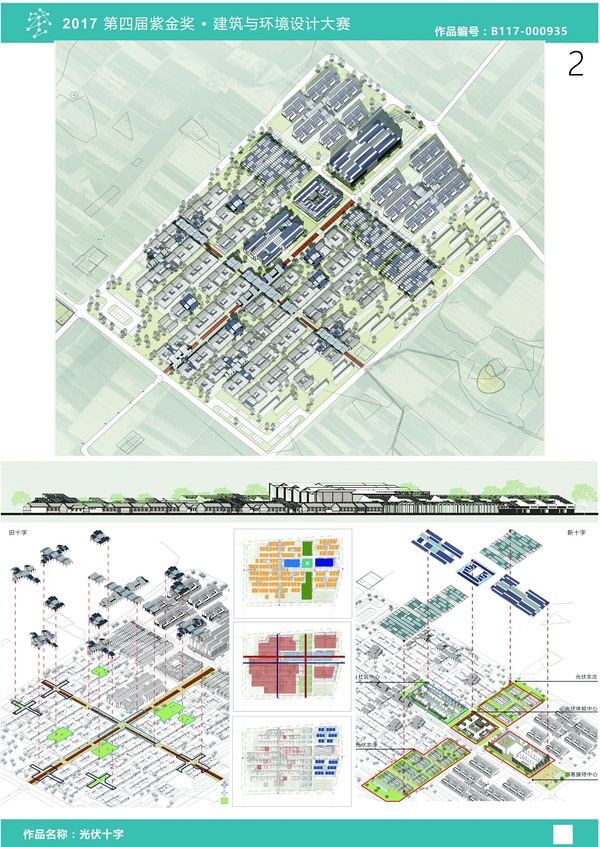 2017 第四届紫金奖·建筑与环境设计大赛
作品编号：B117-000935
2
旧十字
新十字
社区中心
光伏农庄
光伏体验中心
光伏农庄
游客接待中心
作品名称：光伏十字